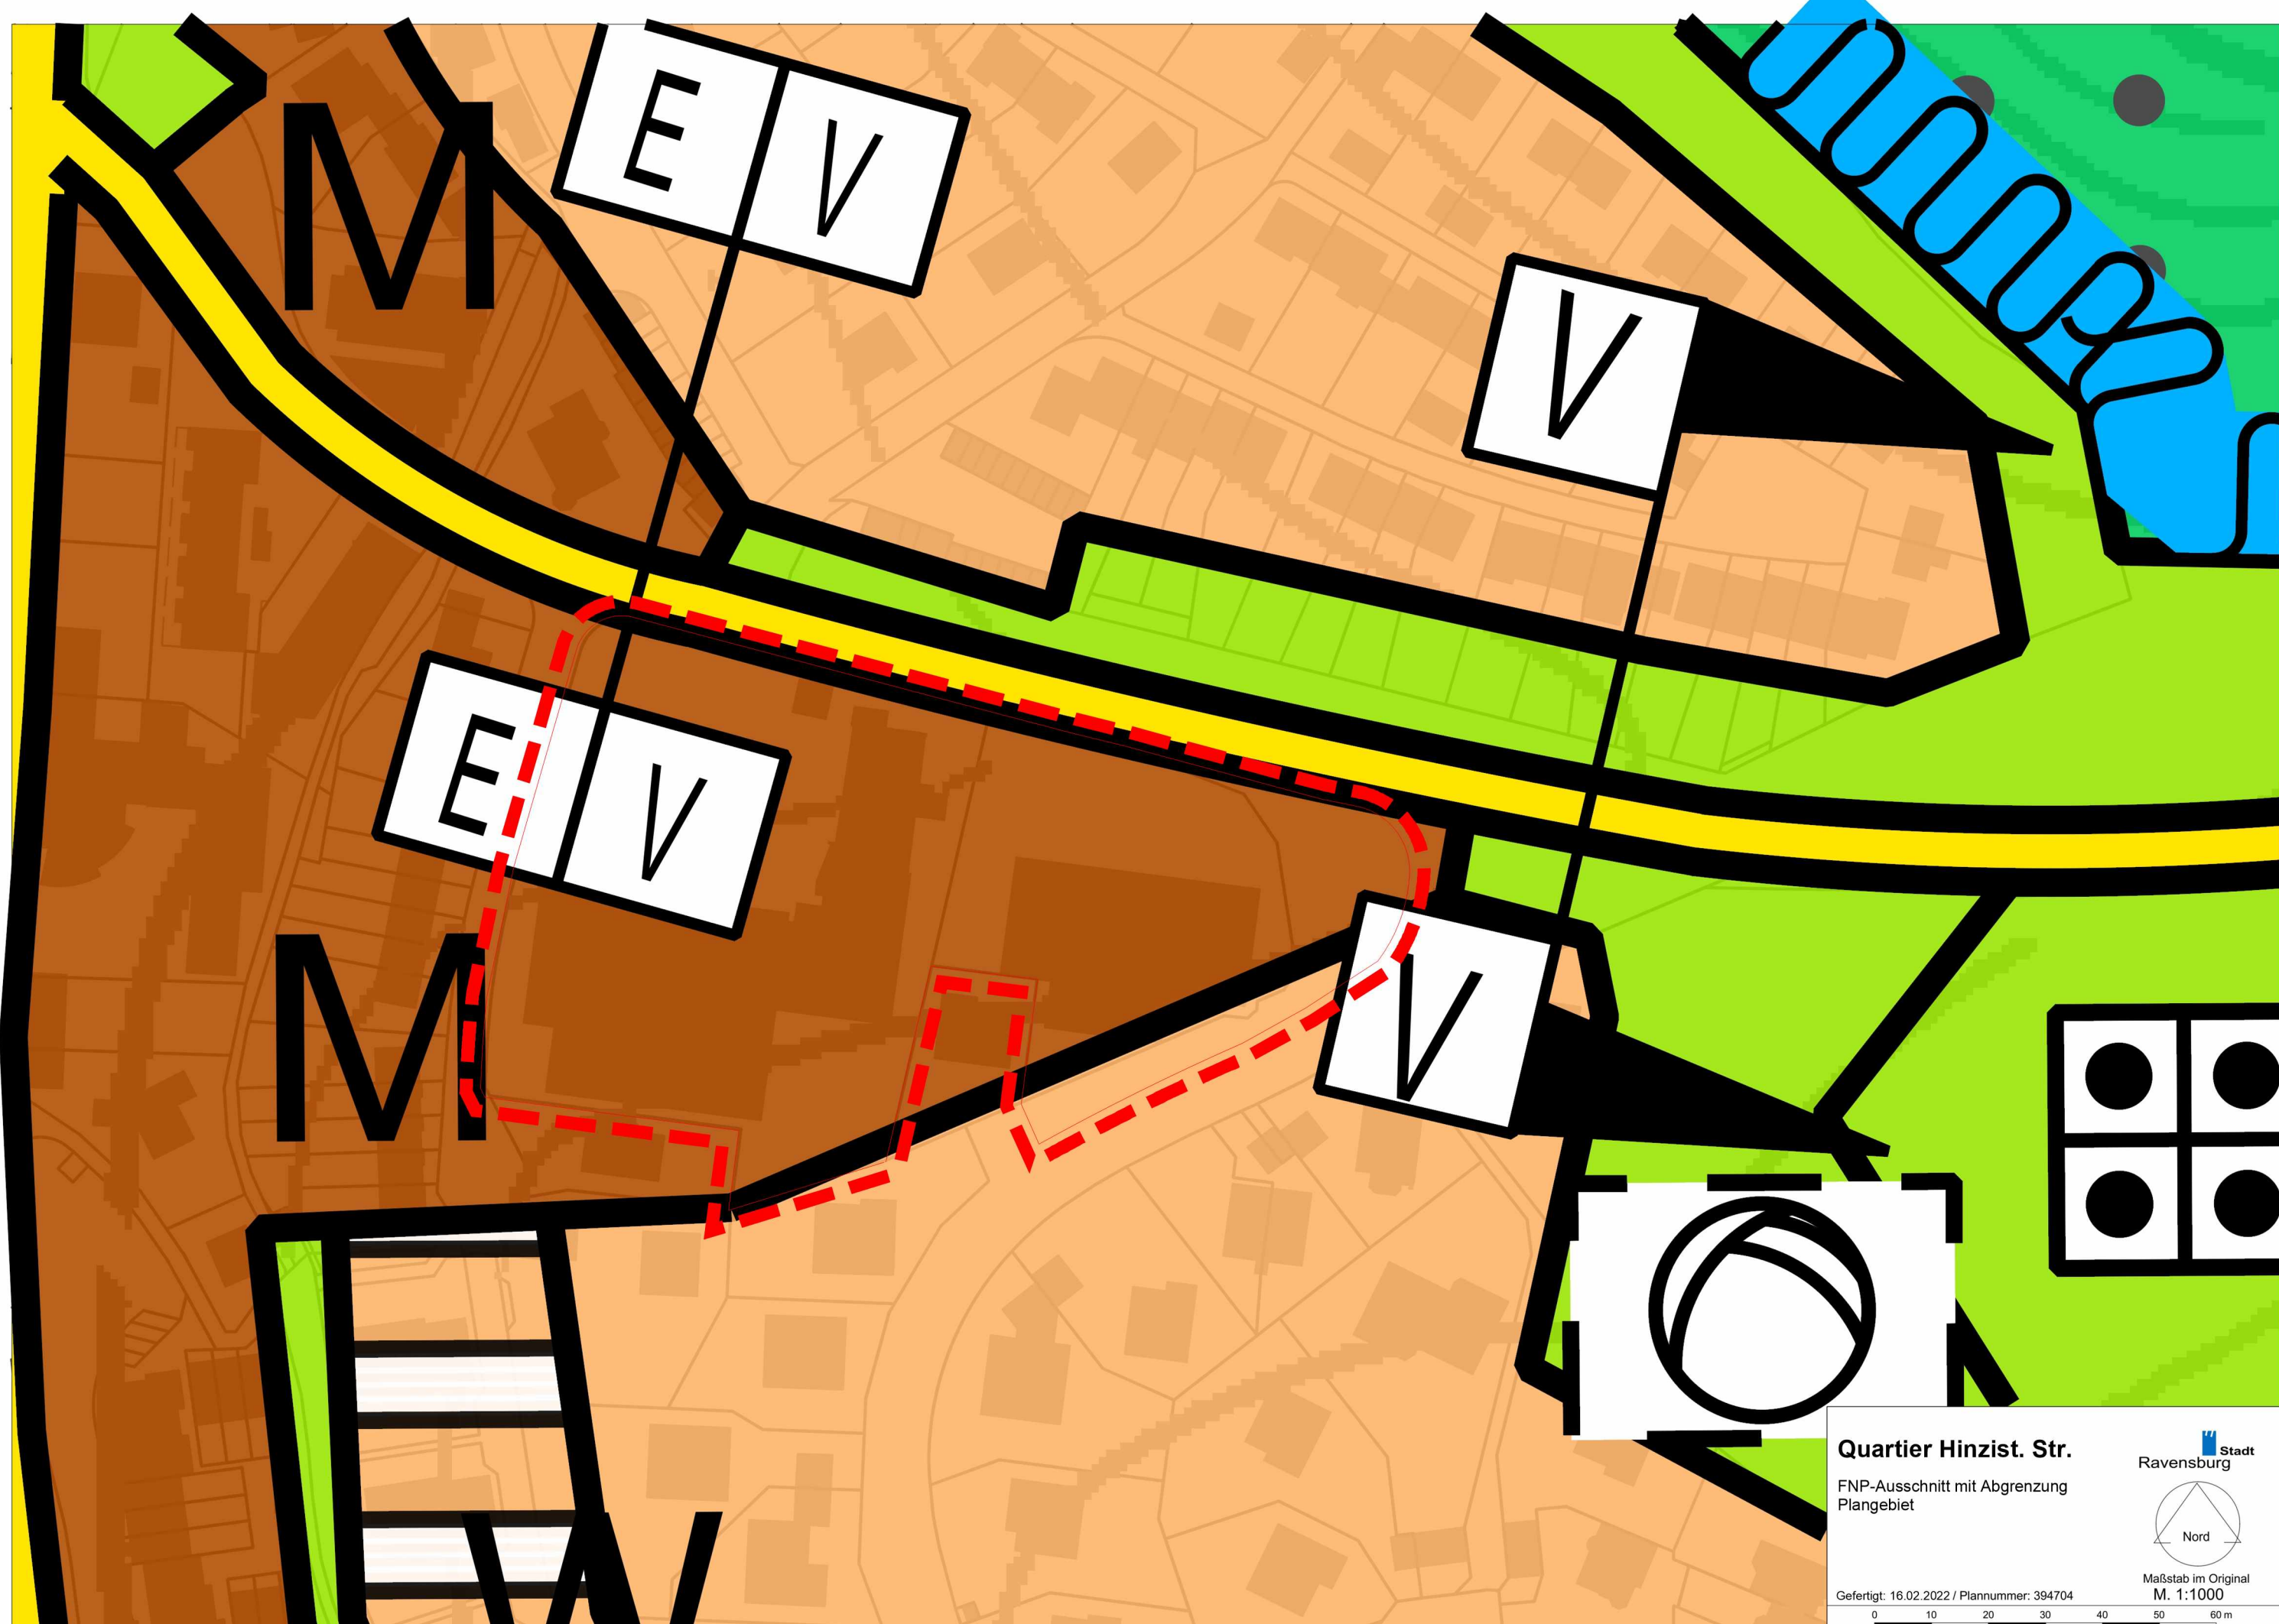 M
E V
V
E V
M
V
W
Quartier Hinzist. Str.
Stadt
Ravensburg
FNP-Ausschnitt mit Abgrenzung
Plangebiet
Nord
Maßstab im Original
M. 1:1000
Gefertigt: 16.02.2022 / Plannummer: 394704
0 10 20 30 40 50 60 m